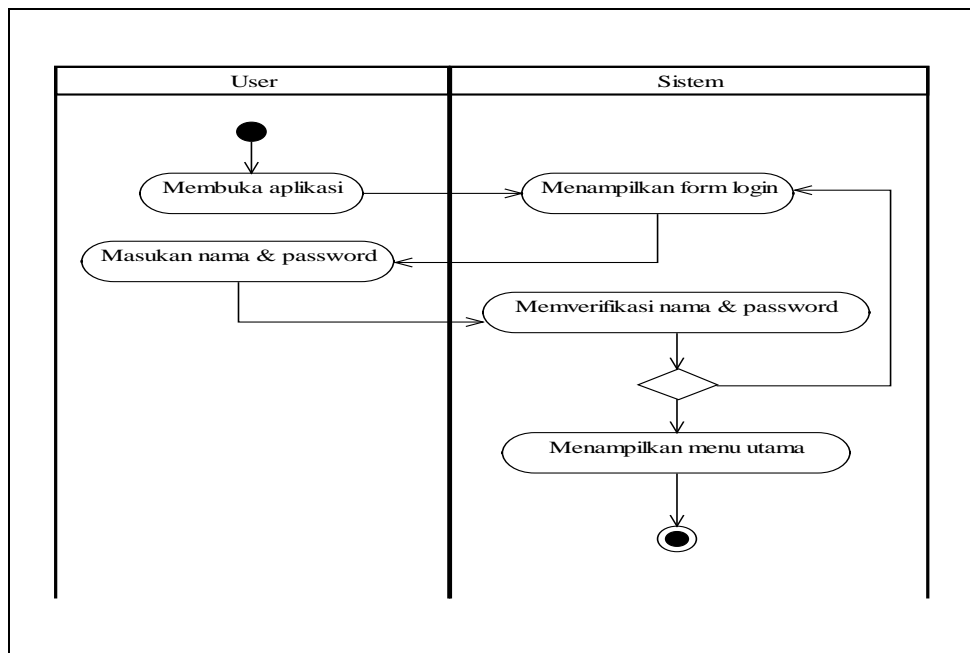 User
Sistem
Membuka aplikasi
Menampilkan form login
Masukan nama & password
Memverifikasi nama & password
Menampilkan menu utama